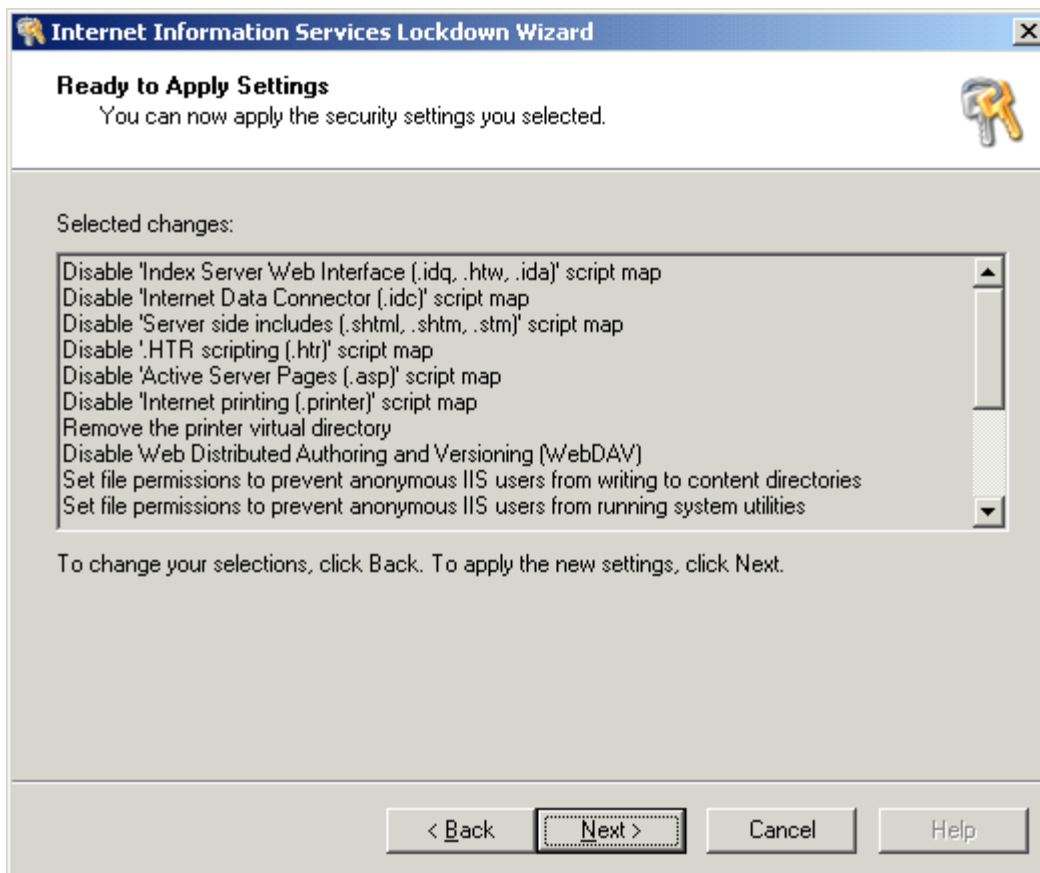 Internet Information Services Lockdown Wizard
Ready to Apply Settings
You can now apply the security settings you selected.
Selected changes:
Disable 'Index Server Web Interface (.idq, .htw, .ida)' script map
Disable 'Internet Data Connector (.idc)' script map
Disable 'Server side includes (.shtml, .shtm, .stm)' script map
Disable '.HTR scripting (.htr)' script map
Disable 'Active Server Pages (.asp)' script map
Disable 'Internet printing (.printer)' script map
Remove the printer virtual directory
Disable Web Distributed Authoring and Versioning (WebDAV)
Set file permissions to prevent anonymous IIS users from writing to content directories
Set file permissions to prevent anonymous IIS users from running system utilities
To change your selections, click Back. To apply the new settings, click Next.
< Back Next > Cancel Help